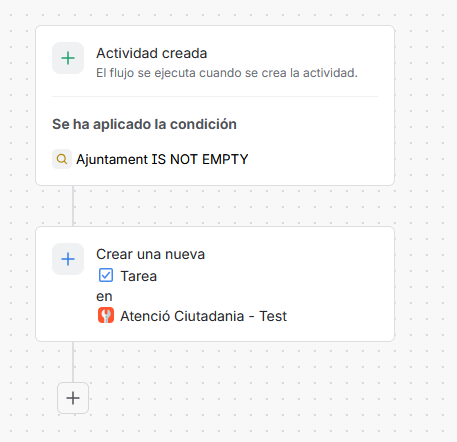 Actividad creada
El flujo se ejecuta cuando se crea la actividad.
Se ha aplicado la condición
Ajuntament IS NOT EMPTY
Crear una nueva
Tarea
en
Atenció Ciutadania - Test